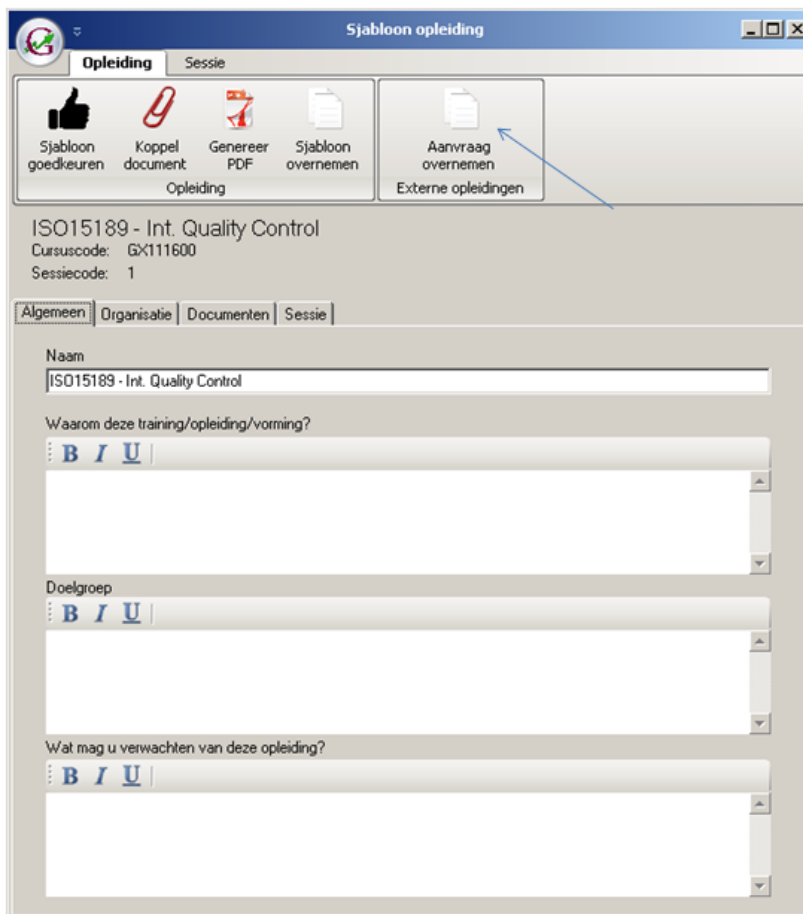 Sjabloon opleiding
Opleiding Sessie
Sjabloon goedkeuren
Koppel document
Genereer PDF
Sjabloon overnemen
Aanvraag overnemen
Opleiding
Externe opleidingen
ISO15189 - Int. Quality Control
Cursuscode: GX111600
Sessiecode: 1
Algemeen Organisatie Documenten Sessie
Naam
ISO15189 - Int. Quality Control
Waarom deze training/opleiding/vorming?
B I U
Doelgroep
B I U
Wat mag u verwachten van deze opleiding?
B I U